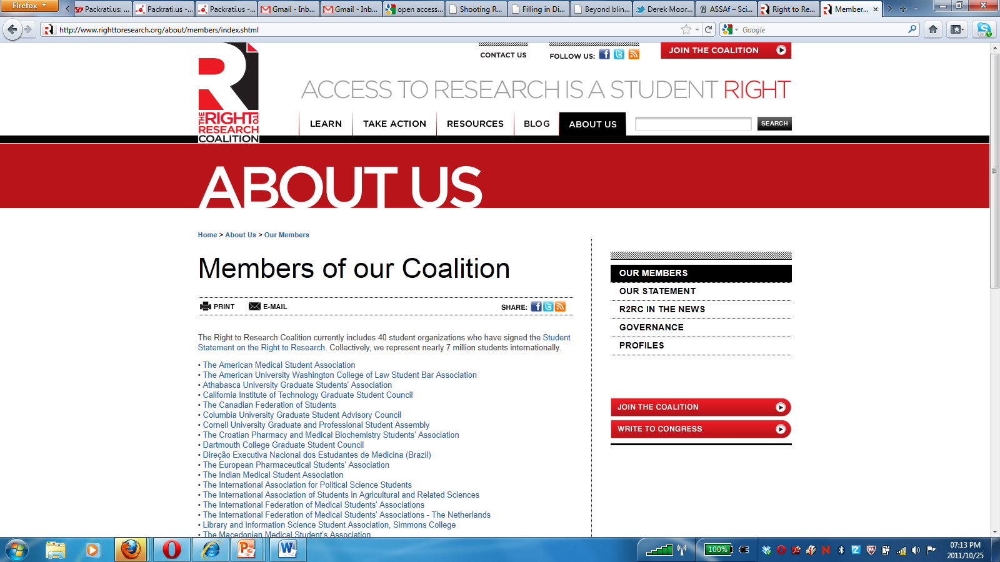 Firefox
Packrati.us: ...
Packrati.us -...
Packrati.us -...
Gmail - Inb...
Gmail - Inb...
open access...
Shooting R...
Filling in Di...
Beyond blin...
Derek Moor...
ASSAf – Sci...
Right to Re...
Member...
http://www.righttoresearch.org/about/members/index.shtml
Google
CONTACT US
FOLLOW US:
JOIN THE COALITION
ACCESS TO RESEARCH IS A STUDENT RIGHT
THE RIGHT TO
RESEARCH
COALITION
LEARN
TAKE ACTION
RESOURCES
BLOG
ABOUT US
SEARCH
ABOUT US
Home > About Us > Our Members
Members of our Coalition
PRINT
E-MAIL
SHARE:
The Right to Research Coalition currently includes 40 student organizations who have signed the Student
Statement on the Right to Research. Collectively, we represent nearly 7 million students internationally.
• The American Medical Student Association
• The American University Washington College of Law Student Bar Association
• Athabasca University Graduate Students' Association
• California Institute of Technology Graduate Student Council
• The Canadian Federation of Students
• Columbia University Graduate Student Advisory Council
• Cornell University Graduate and Professional Student Assembly
• The Croatian Pharmacy and Medical Biochemistry Students' Association
• Dartmouth College Graduate Student Council
• Direção Executiva Nacional dos Estudantes de Medicina (Brazil)
• The European Pharmaceutical Students' Association
• The Indian Medical Student Association
• The International Association for Political Science Students
• The International Association of Students in Agricultural and Related Sciences
• The International Federation of Medical Students' Associations
• The International Federation of Medical Students' Associations - The Netherlands
• Library and Information Science Student Association, Simmons College
• The Macedonian Medical Student's Association
OUR MEMBERS
OUR STATEMENT
R2RC IN THE NEWS
GOVERNANCE
PROFILES
JOIN THE COALITION
WRITE TO CONGRESS
100%
07:13 PM
2011/10/25